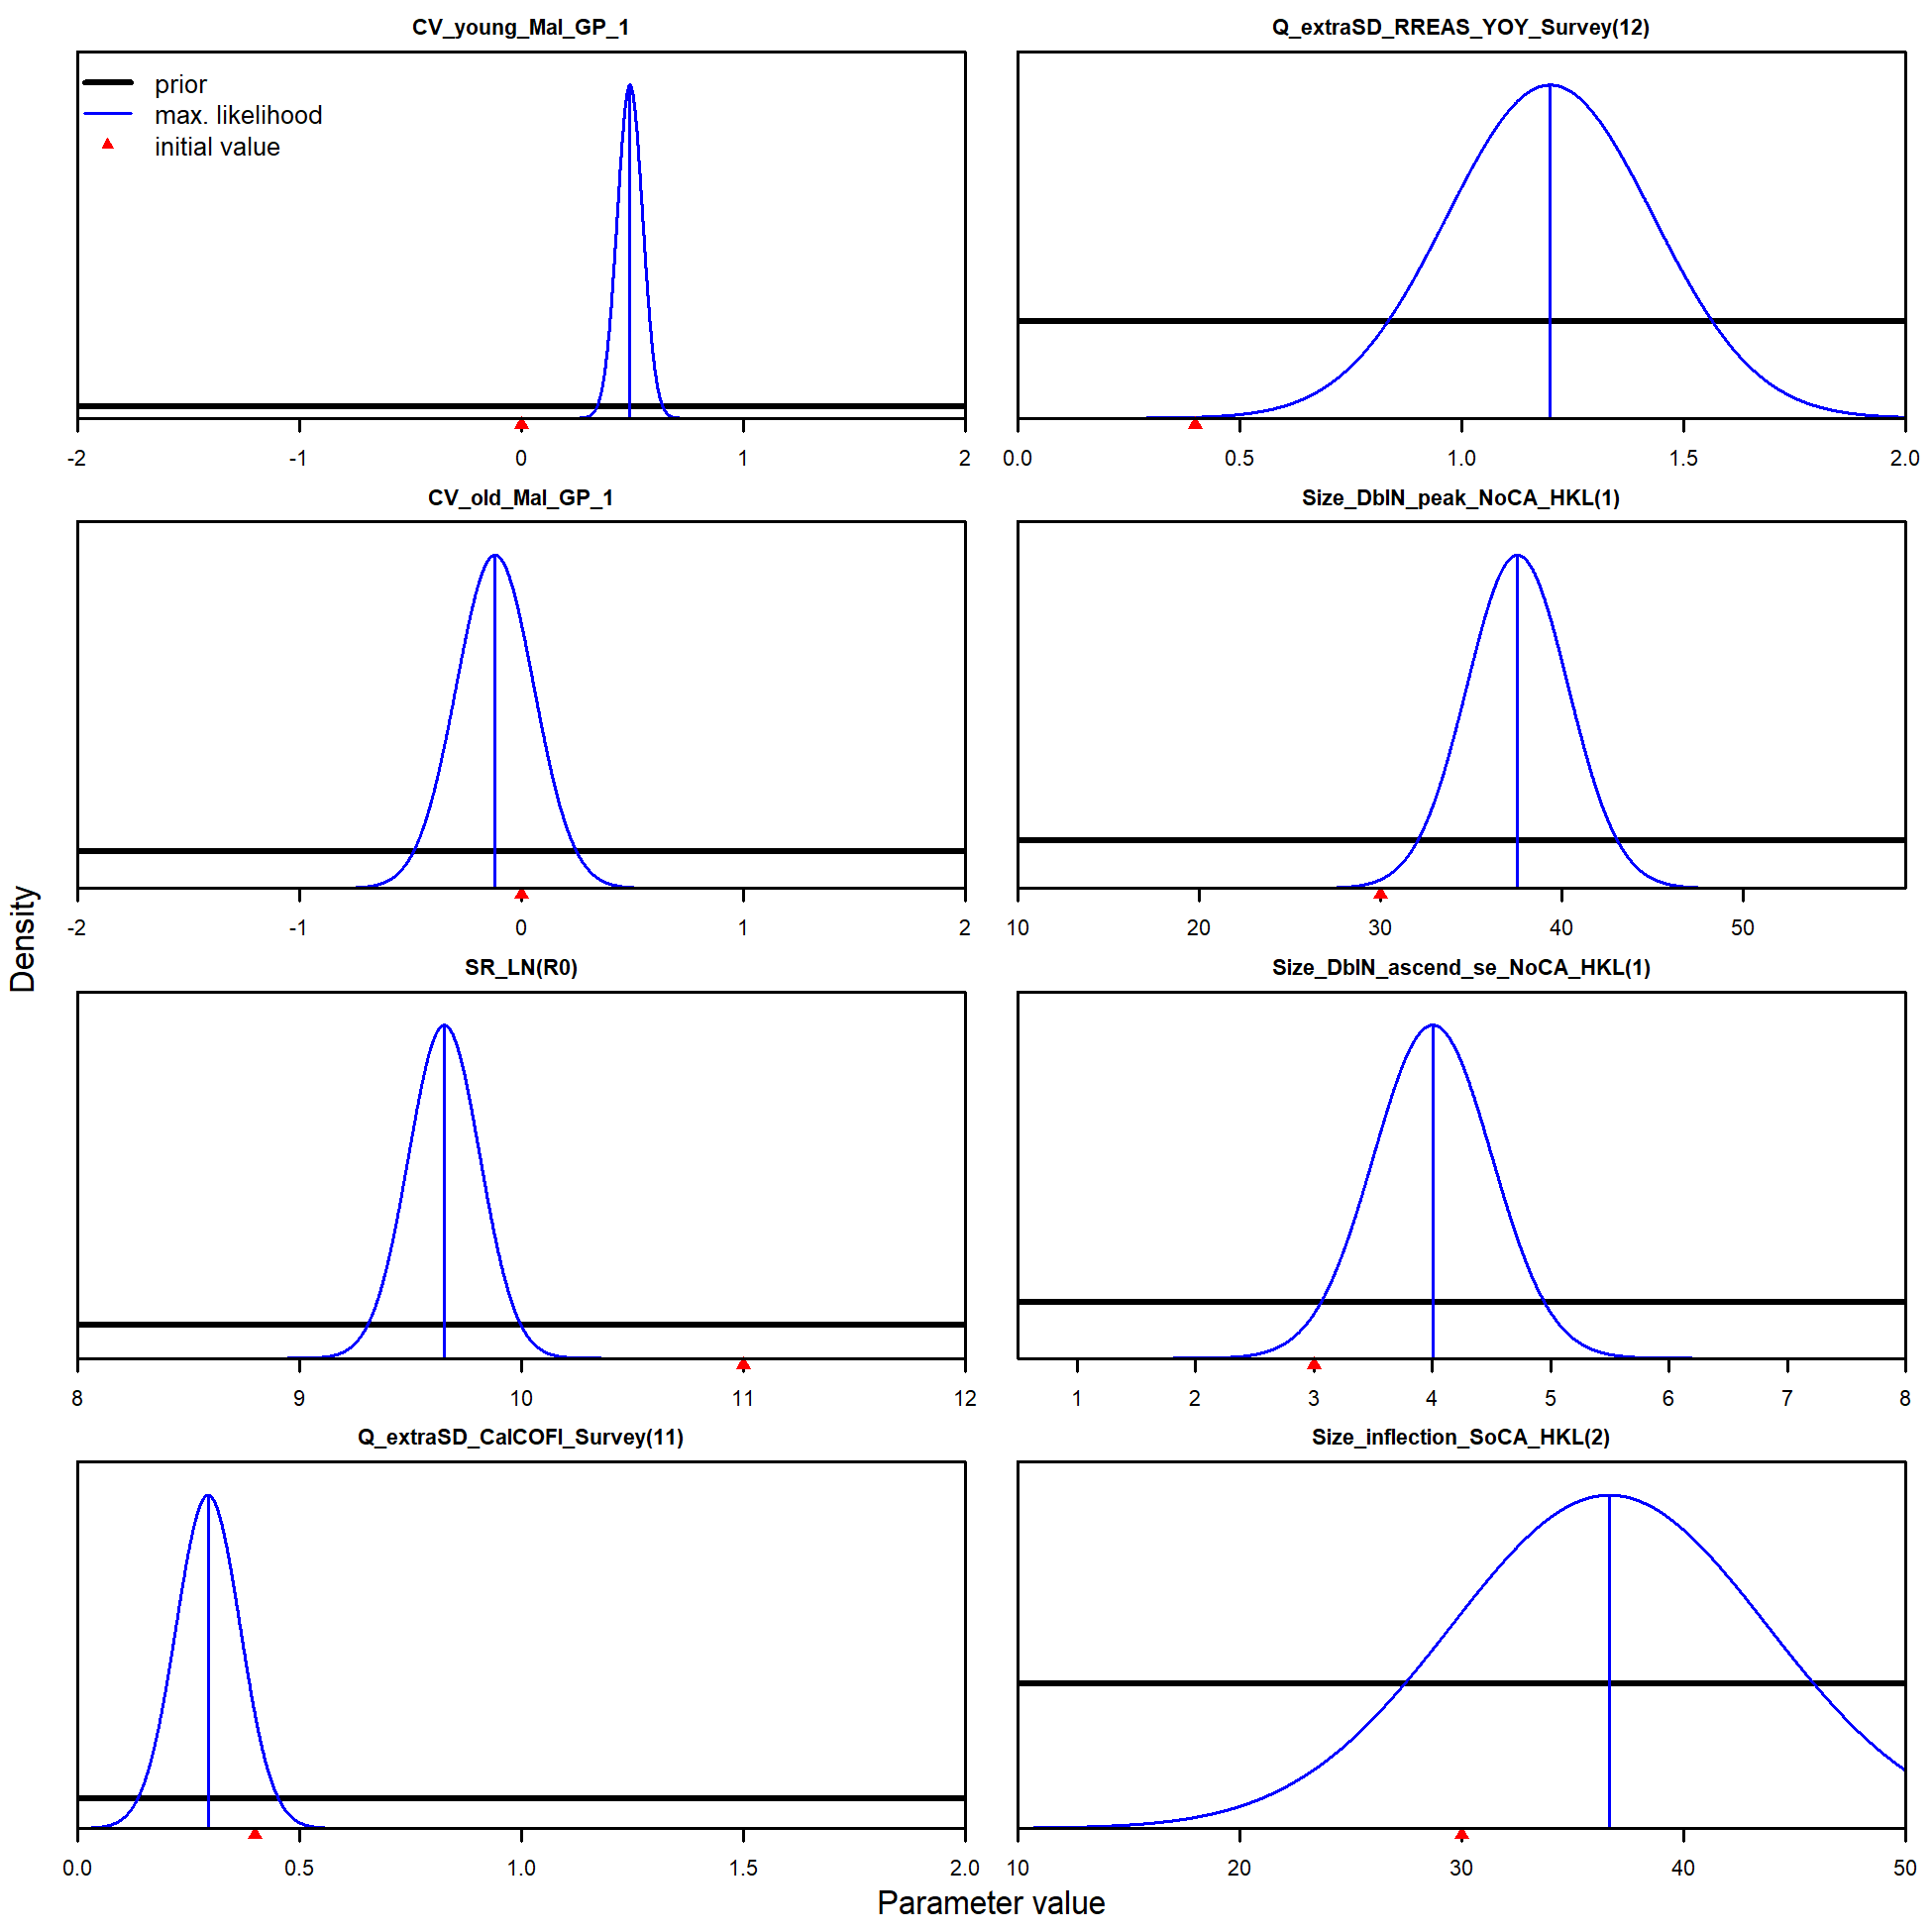 CV_young_Mal_GP_1
prior
max. likelihood
initial value
-2 -1 0 1 2
Q_extraSD_RREAS_YOY_Survey(12)
0.0 0.5 1.0 1.5 2.0
CV_old_Mal_GP_1
-2 -1 0 1 2
Size_DblN_peak_NoCA_HKL(1)
10 20 30 40 50
SR_LN(R0)
8 9 10 11 12
Size_DblN_ascend_se_NoCA_HKL(1)
1 2 3 4 5 6 7 8
Q_extraSD_CalCOFI_Survey(11)
0.0 0.5 1.0 1.5 2.0
Size_inflection_SoCA_HKL(2)
10 20 30 40 50
Density
Parameter value